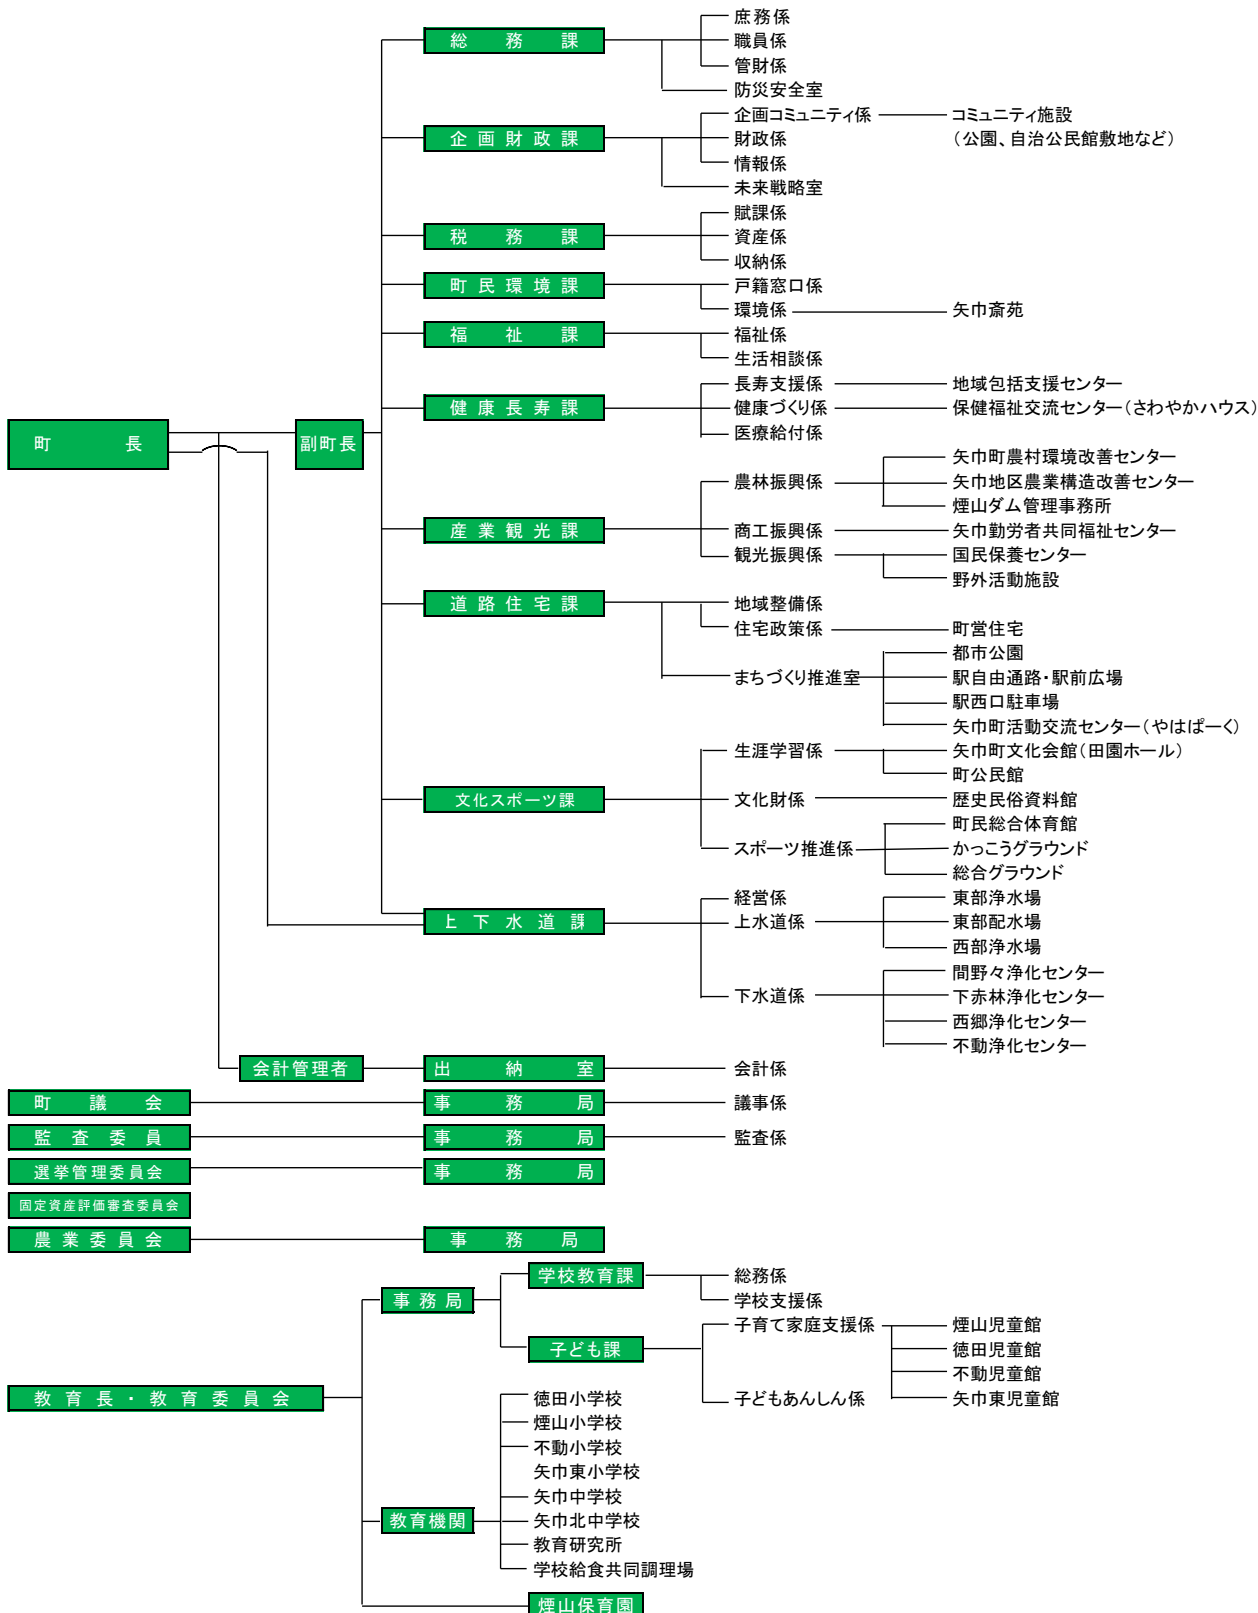 庶務係
総務課
職員係
管財係
防災安全室
企画コミュニティ係
コミュニティ施設
企画財政課
財政係
（公園、自治公民館敷地など）
情報係
未来戦略室
賦課係
税務課
資産係
収納係
町民環境課
戸籍窓口係
環境係
矢巾斎苑
福祉課
福祉係
生活相談係
長寿支援係
地域包括支援センター
健康長寿課
健康づくり係
保健福祉交流センター（さわやかハウス）
医療給付係
町長
副町長
矢巾町農村環境改善センター
農林振興係
矢巾地区農業構造改善センター
煙山ダム管理事務所
産業観光課
商工振興係
矢巾勤労者共同福祉センター
観光振興係
国民保養センター
野外活動施設
道路住宅課
地域整備係
住宅政策係
町営住宅
都市公園
まちづくり推進室
駅自由通路・駅前広場
駅西口駐車場
矢巾町活動交流センター（やはぱーく）
生涯学習係
矢巾町文化会館（田園ホール）
町公民館
文化スポーツ課
文化財係
歴史民俗資料館
町民総合体育館
スポーツ推進係
かっこうグラウンド
総合グラウンド
経営係
東部浄水場
上下水道課
上水道係
東部配水場
西部浄水場
間野々浄化センター
下水道係
下赤林浄化センター
西郷浄化センター
不動浄化センター
会計管理者
出納室
会計係
町議会
事務局
議事係
監査委員
事務局
監査係
選挙管理委員会
事務局
固定資産評価審査委員会
農業委員会
事務局
学校教育課
総務係
事務局
学校支援係
子育て家庭支援係
煙山児童館
子ども課
徳田児童館
不動児童館
教育長・教育委員会
子どもあんしん係
矢巾東児童館
徳田小学校
煙山小学校
不動小学校
矢巾東小学校
矢巾中学校
教育機関
矢巾北中学校
教育研究所
学校給食共同調理場
煙山保育園